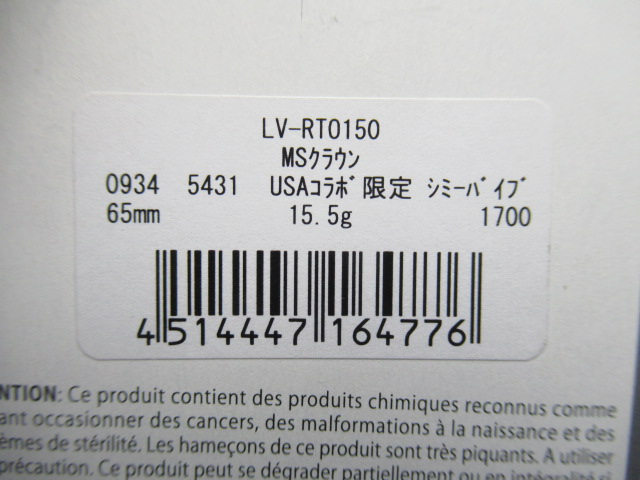 LV-RT0150
MSｸﾗｳﾝ
0934 5431 USAｺﾗﾎﾞ限定 ｼﾐｰﾊﾞｲﾌﾞ
65mm 15.5g 1700
4 514447 164776
NTION: Ce produit contient des produits chimiques reconnus comme
ant occasionner des cancers, des malformations à la naissance et des
èmes de stérilité. Les hameçons de ce produit sont très piquants. A utiliser
précaution. Ce produit peut se dégrader partiellement ou en intégralité si